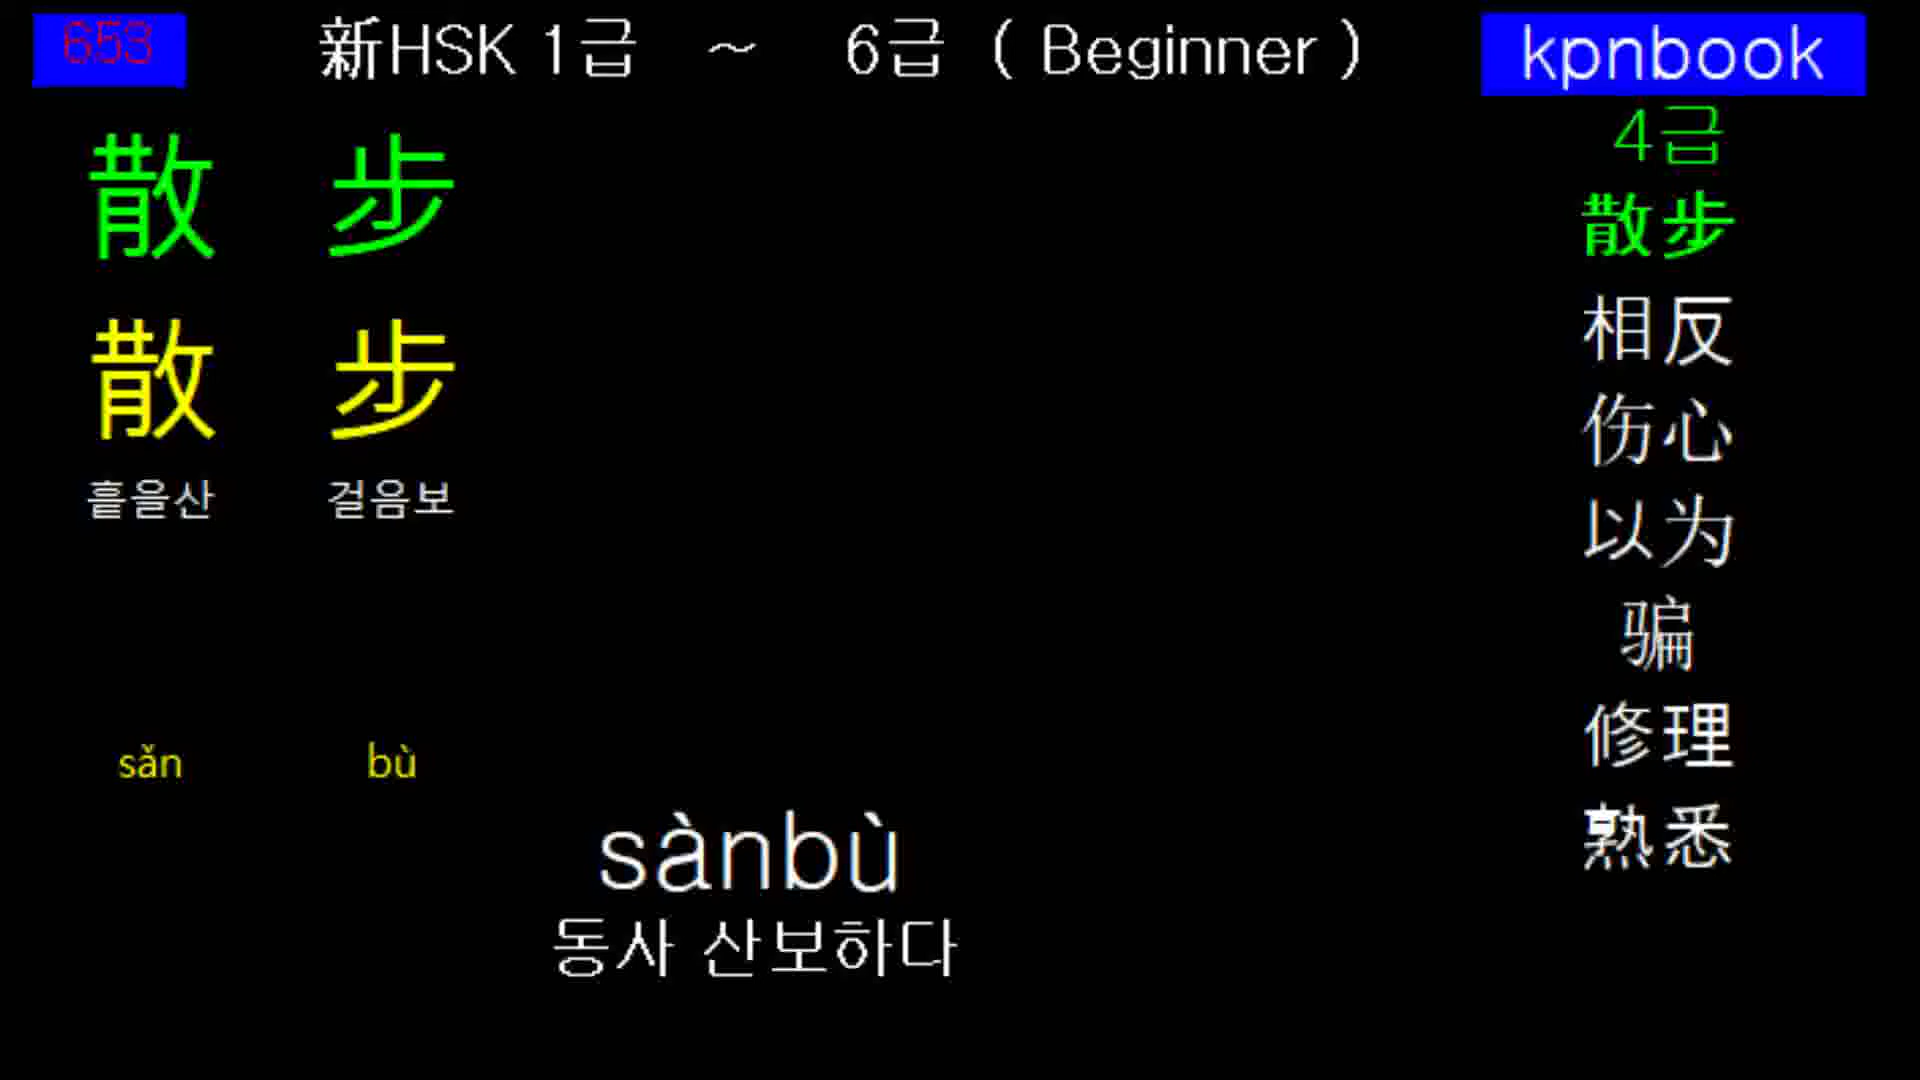 653 新HSK 1급 ~ 6급 ( Beginner ) kpnbook
散 步
散 步
흩을산 걸음보
sǎn bù
sànbù
동사 산보하다
4급
散步
相反
伤心
以为
骗
修理
熟悉